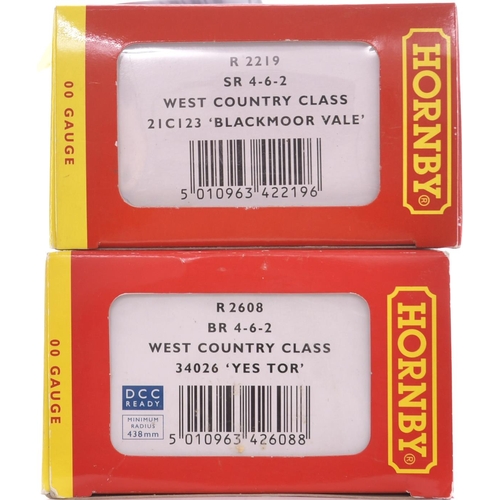 00 GAUGE
R 2219
SR 4-6-2
WEST COUNTRY CLASS
21C123 'BLACKMOOR VALE'
5 010963 422196
HORNBY®
00 GAUGE
R2608
BR 4-6-2
WEST COUNTRY CLASS
34026 'YES TOR'
DCC
READY
MINIMUM
RADIUS
438mm
5 010963 426088
HORNBY®